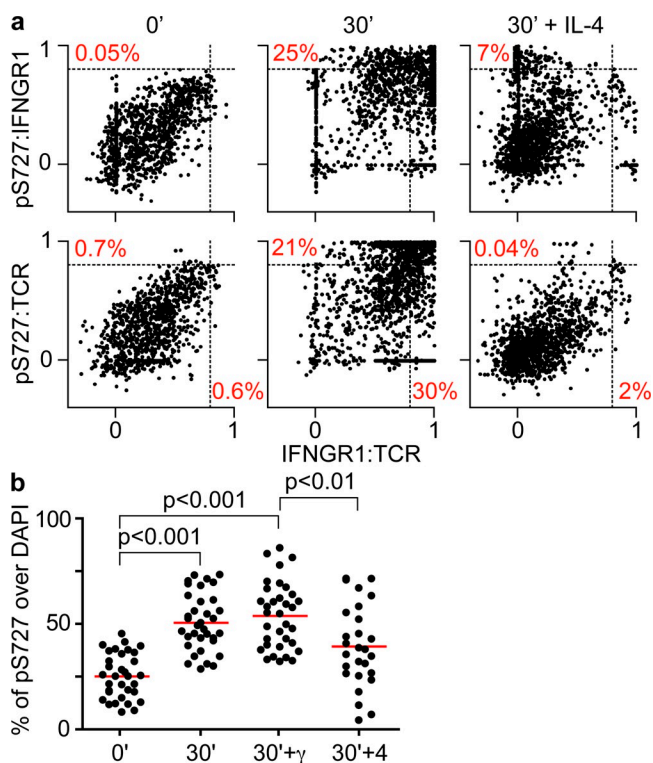 a 0' 30' 30' + IL-4
0.05% 25% 7%
1
0
pS727:IFNGR1
0.7% 21% 0.04%
1
0
pS727:TCR
0.6% 30% 2%
0 1 0 1 0 1
IFNGR1:TCR
b
p<0.01
p<0.001
p<0.001
100
50
0
% of pS727 over DAPI
0' 30' 30'+γ 30'+4